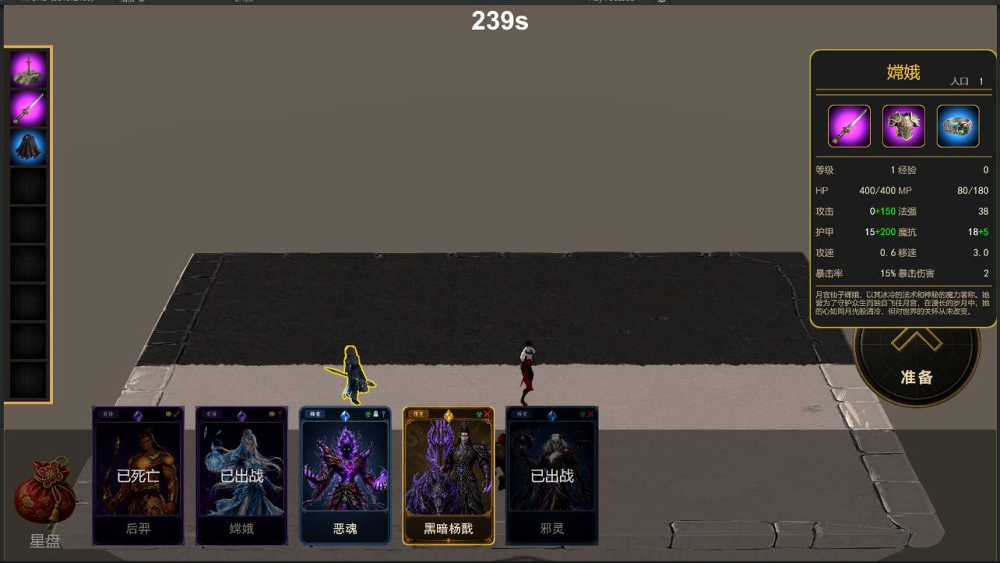 239s
嫦娥
人口 1
等级 1 经验 0
HP 400/400 MP 80/180
攻击 0+150 法强 38
护甲 15+200 魔抗 18+5
攻速 0.6 移速 3.0
暴击率 15% 暴击伤害 2
月宫仙子嫦娥，以其冰冷的法术和神秘的魔力著称。她
曾为了守护众生而独自飞往月宫，在漫长的岁月中，她
的心如同月光般清冷，但对世界的关怀从未改变。
准备
史诗
已死亡
后羿
史诗
已出战
嫦娥
稀有
恶魂
传奇
黑暗杨戬
稀有
已出战
邪灵
星盘